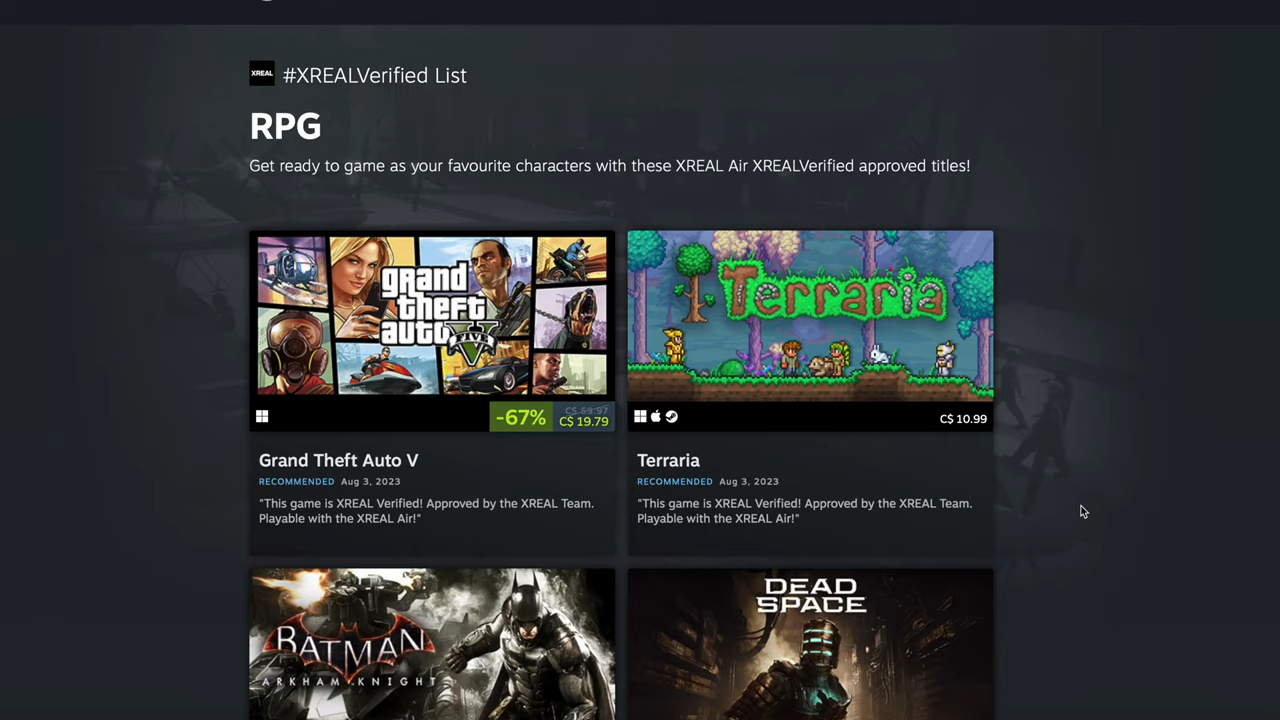 XREAL
#XREALVerified List
RPG
Get ready to game as your favourite characters with these XREAL Air XREALVerified approved titles!
grand
theft
auto V
FIVE
Terraria
-67%
C$ 59.97
C$ 19.79
C$ 10.99
Grand Theft Auto V
RECOMMENDED Aug 3, 2023
"This game is XREAL Verified! Approved by the XREAL Team.
Playable with the XREAL Air!"
Terraria
RECOMMENDED Aug 3, 2023
"This game is XREAL Verified! Approved by the XREAL Team.
Playable with the XREAL Air!"
BATMAN
ARKHAM KNIGHT
DEAD
SPACE